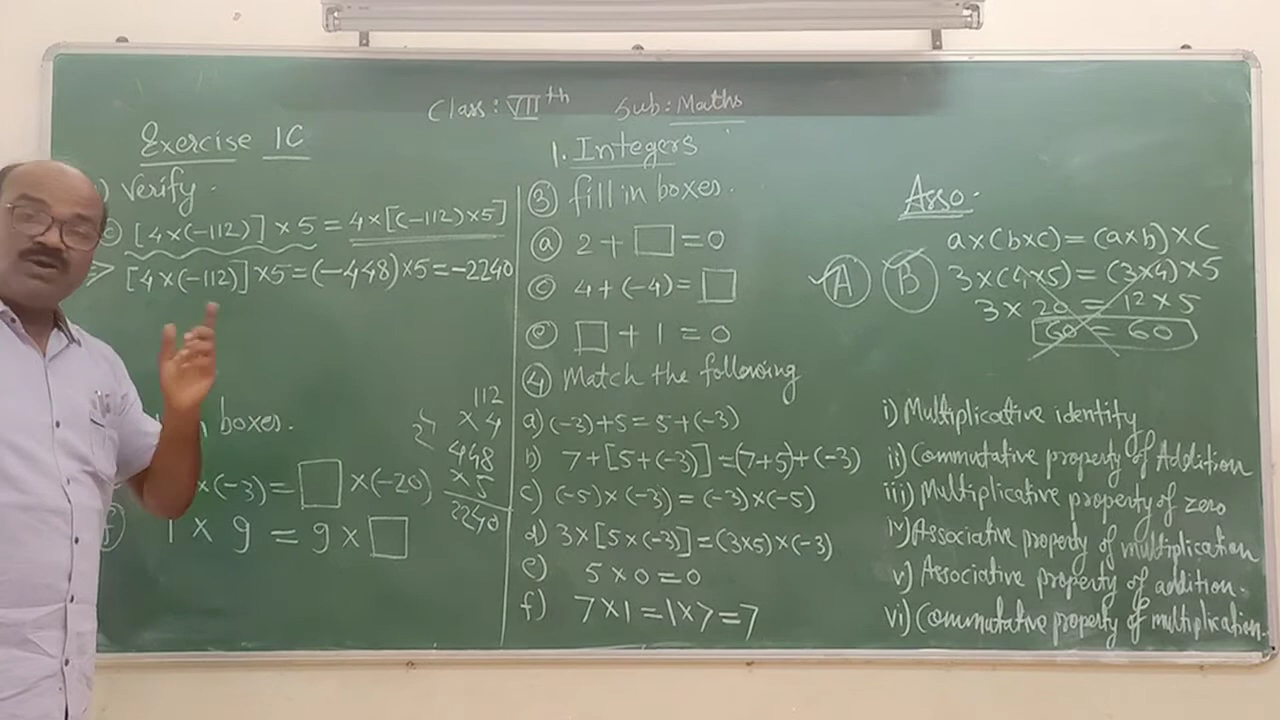 Class: VIIth Sub: Maths
Exercise 1C
) Verify.
c) [4×(-112)]×5 = 4×[(-112)×5]
⇒ [4×(-112)]×5=(-448)×5=-2240
112
×4
448
×5
2240
boxes.
×(-3)= □ ×(-20)
f) 1 × 9 = 9 × □
1. Integers
③ fill in boxes.
ⓐ 2 + □ = 0
ⓒ 4+(-4)= □
ⓔ □ + 1 = 0
④ Match the following
a) (-3)+5 = 5+(-3)
b) 7+[5+(-3)]=(7+5)+(-3)
c) (-5)×(-3) = (-3)×(-5)
d) 3×[5×(-3)]=(3×5)×(-3)
e) 5×0=0
f) 7×1=1×7=7
Asso.
Ⓐ Ⓑ
a×(b×c)=(a×b)×c
3×(4×5)=(3×4)×5
3×20 = 12×5
60 = 60
i) Multiplicative identity
ii) Commutative property of Addition
iii) Multiplicative property of zero
iv) Associative property of multiplication
v) Associative property of addition.
vi) Commutative property of multiplication.